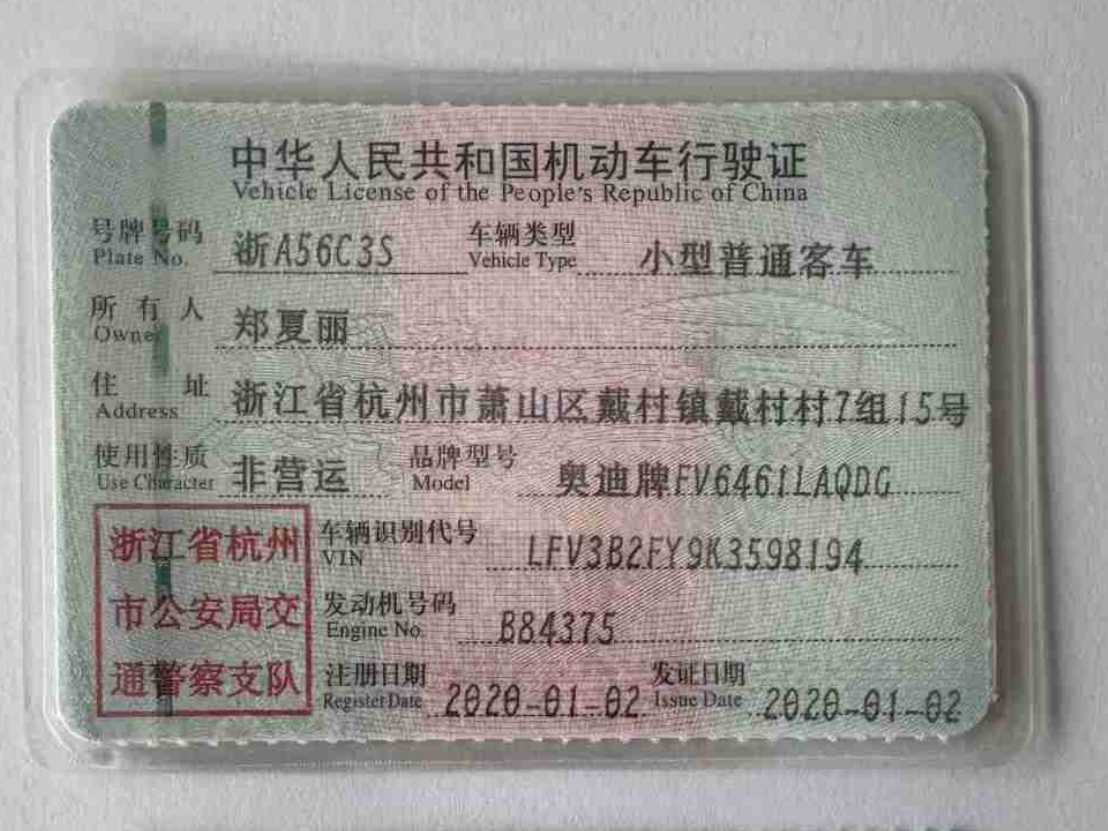 中华人民共和国机动车行驶证
Vehicle License of the People's Republic of China
号牌号码 浙A56C3S 车辆类型 小型普通客车
Plate No. Vehicle Type
所有人 郑夏丽
Owner
住址 浙江省杭州市萧山区戴村镇戴村村7组15号
Address
使用性质 非营运 品牌型号 奥迪牌FV6461LAQDG
Use Character Model
浙江省杭州 车辆识别代号 LFV3B2FY9K3598194
VIN
市公安局交 发动机号码 B84375
Engine No.
通警察支队 注册日期 2020-01-02 发证日期 2020-01-02
Register Date Issue Date